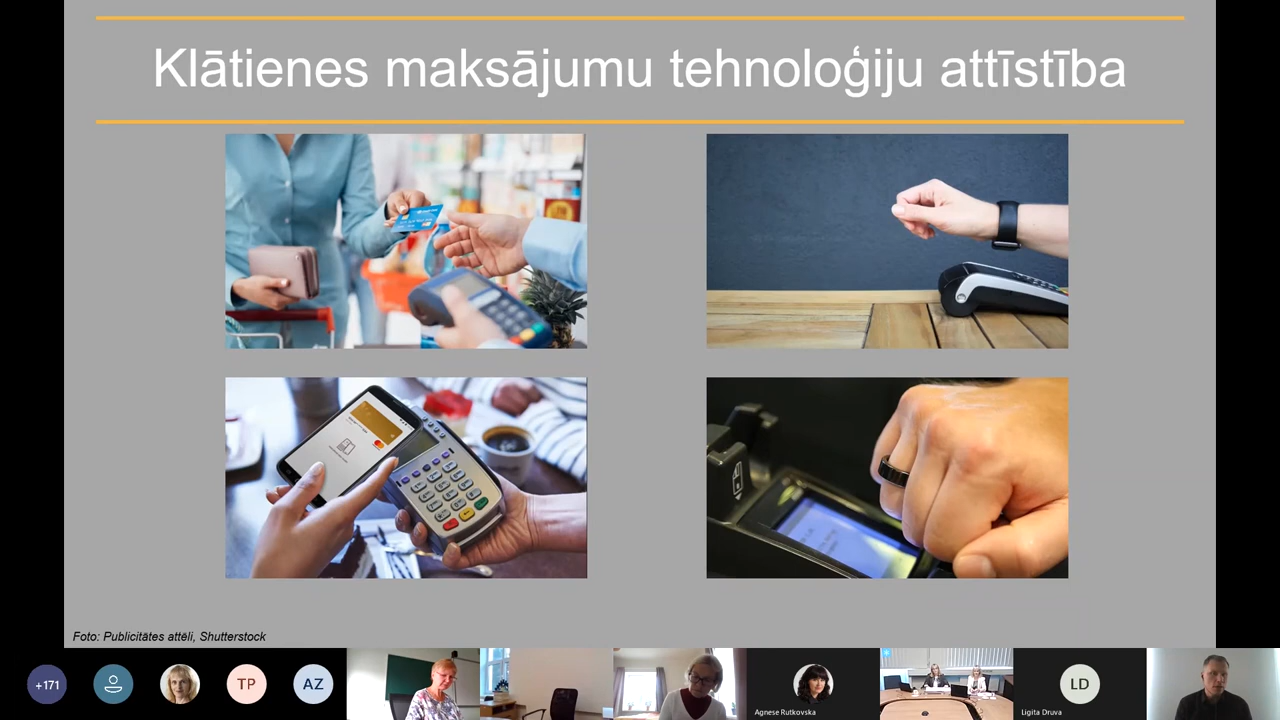 Klātienes maksājumu tehnoloģiju attīstība
Foto: Publicitātes attēli, Shutterstock
+171
TP
AZ
Agnese Rutkovska
LD
Ligita Druva